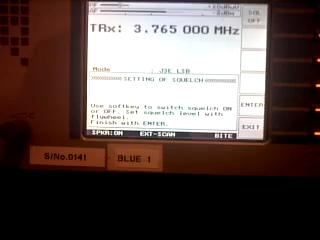 SQL
OFF
TRx: 3.765 000 MHz
Mode : J3E LSB
SETTING OF SQUELCH
Use softkey to switch squelch ON
or OFF. Set squelch level with
flywheel.
Finish with ENTER.
ENTER
EXIT
SPKR:ON EXT-SCAN BITE
S/No.0141
BLUE 1